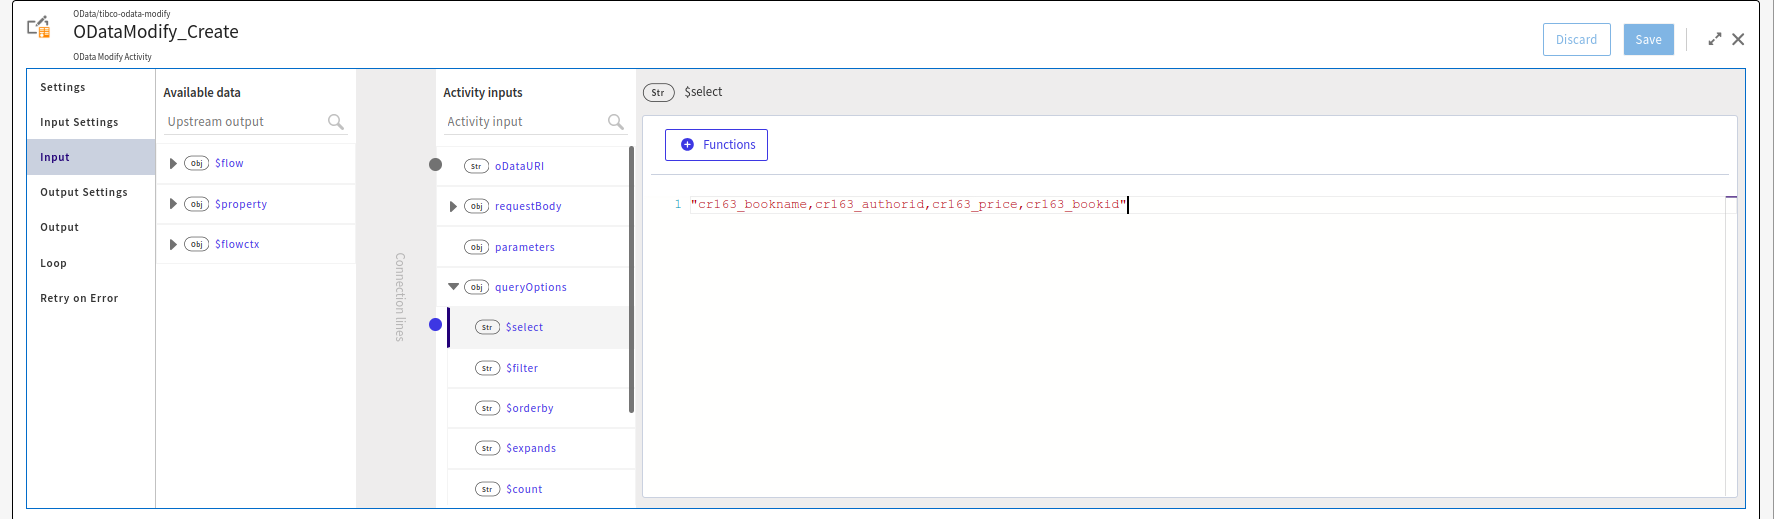 OData/tibco-odata-modify
ODataModify_Create
OData Modify Activity
Discard
Save
Settings
Input Settings
Input
Output Settings
Output
Loop
Retry on Error
Available data
Upstream output
Obj $flow
Obj $property
Obj $flowctx
Connection lines
Activity inputs
Activity input
Str oDataURI
Obj requestBody
Obj parameters
Obj queryOptions
Str $select
Str $filter
Str $orderby
Str $expands
Str $count
Str $select
Functions
1 "cr163_bookname,cr163_authorid,cr163_price,cr163_bookid"